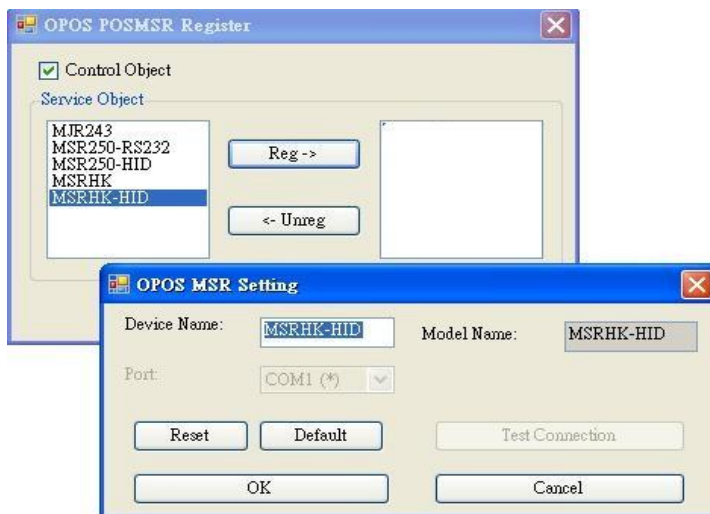 OPOS POSMSR Register
Control Object
Service Object
MJR243
MSR250-RS232
MSR250-HID
MSRHK
MSRHK-HID
Reg ->
<- Unreg
OPOS MSR Setting
Device Name: MSRHK-HID Model Name: MSRHK-HID
Port: COM1 (*)
Reset Default Test Connection
OK Cancel